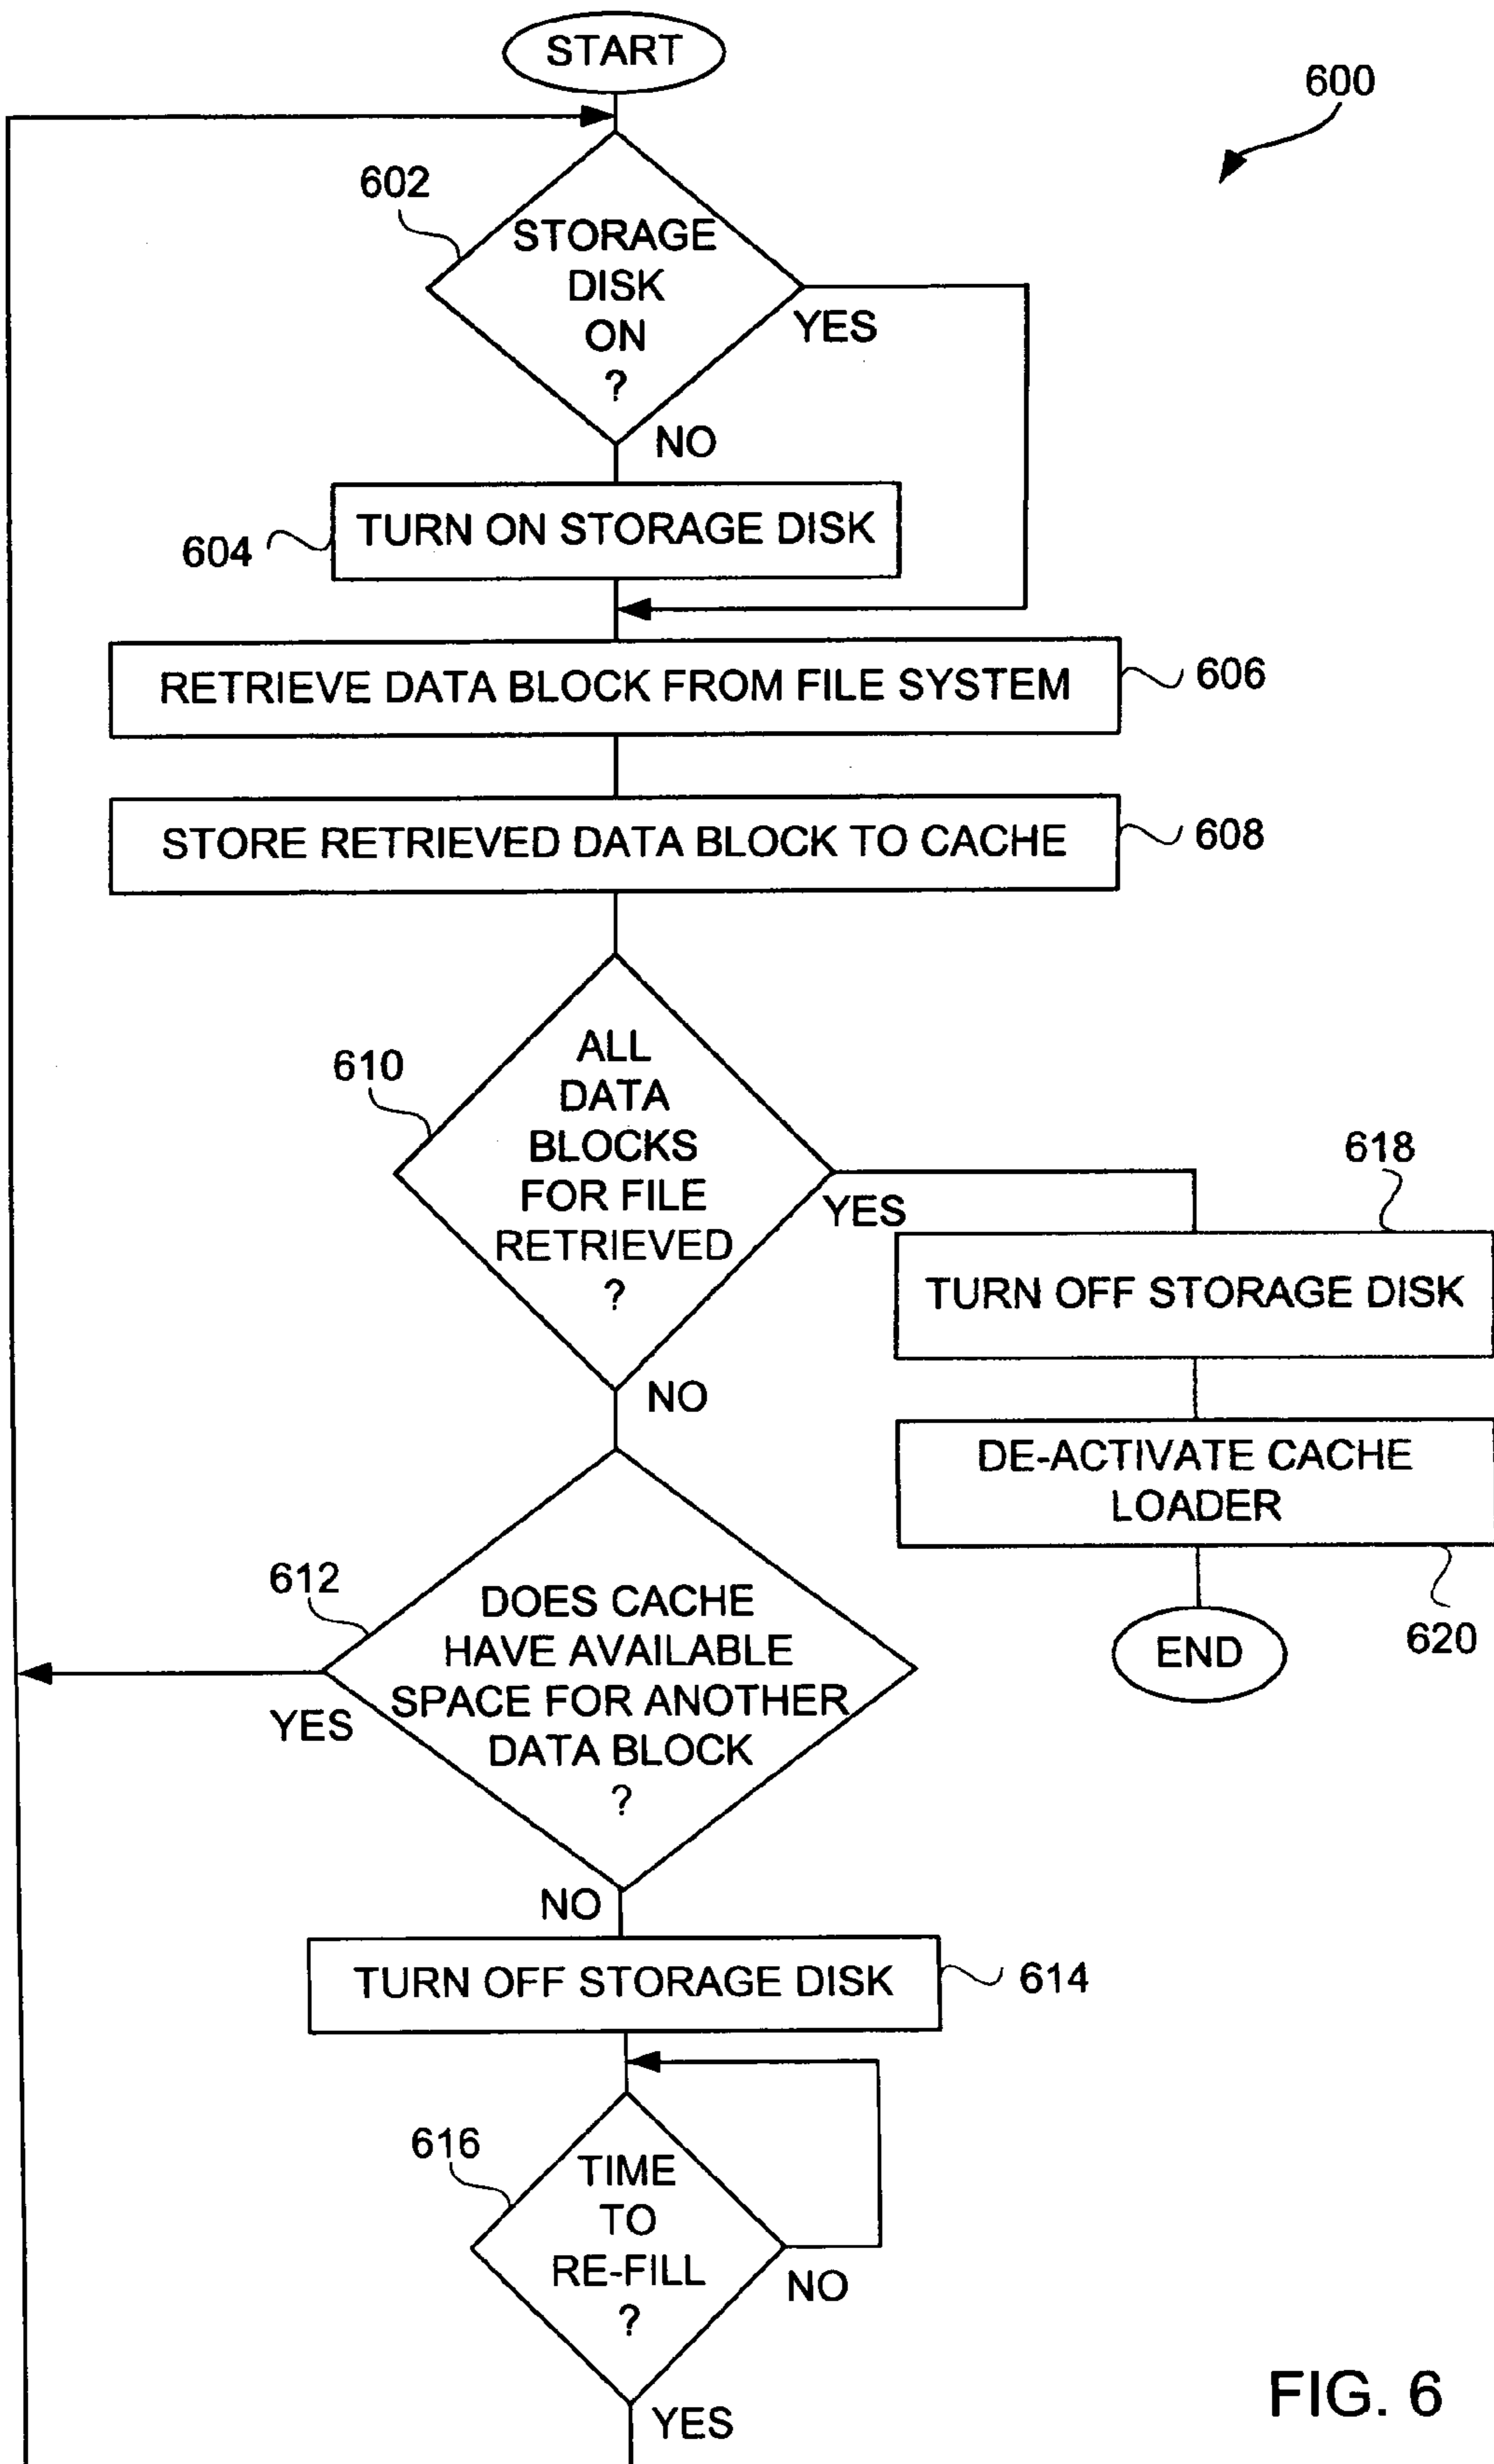 START
600
602
STORAGE
DISK
ON
?
YES
NO
604
TURN ON STORAGE DISK
RETRIEVE DATA BLOCK FROM FILE SYSTEM
606
STORE RETRIEVED DATA BLOCK TO CACHE
608
610
ALL
DATA
BLOCKS
FOR FILE
RETRIEVED
?
YES
NO
618
TURN OFF STORAGE DISK
DE-ACTIVATE CACHE
LOADER
620
END
612
DOES CACHE
HAVE AVAILABLE
SPACE FOR ANOTHER
DATA BLOCK
?
YES
NO
TURN OFF STORAGE DISK
614
616
TIME
TO
RE-FILL
?
NO
YES
FIG. 6